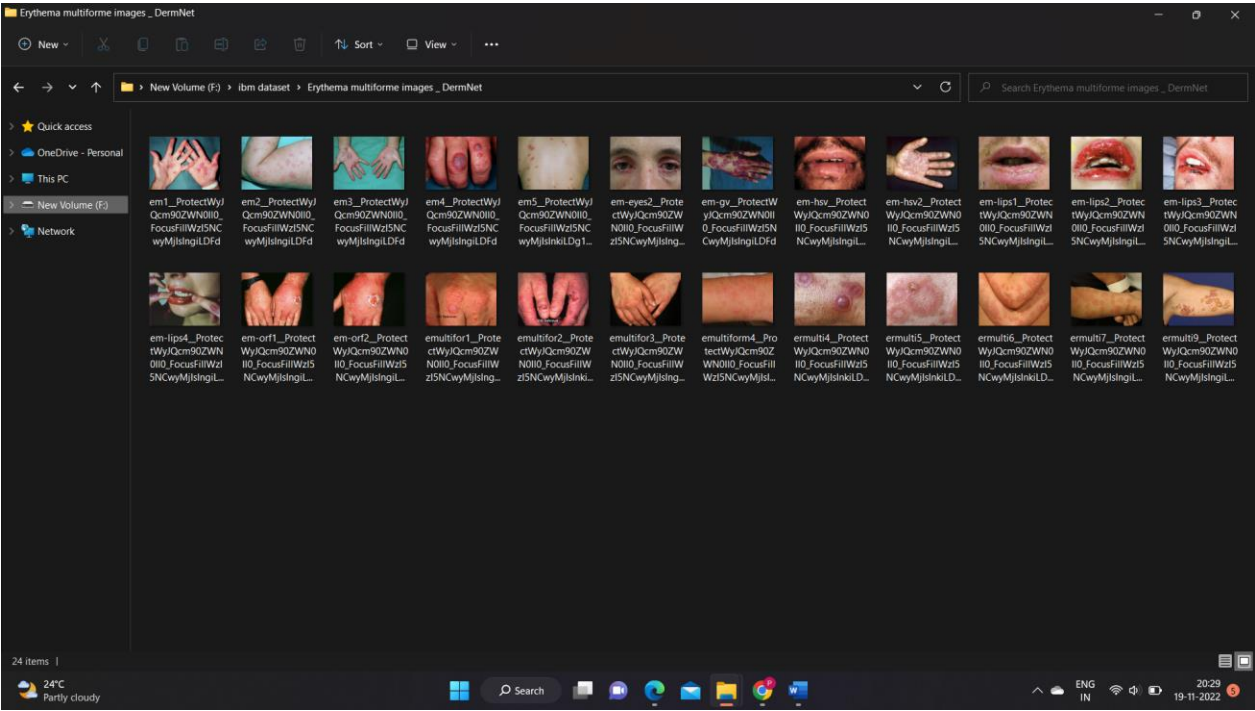 Erythema multiforme images _ DermNet
New
Sort
View
New Volume (F:) > ibm dataset > Erythema multiforme images _ DermNet
Search Erythema multiforme images _ DermNet
Quick access
OneDrive - Personal
This PC
New Volume (F:)
Network
em1__ProtectWyJ
Qcm90ZWN0Il0_
FocusFillWzI5NC
wyMjIsIngiLDFd
em2__ProtectWyJ
Qcm90ZWN0Il0_
FocusFillWzI5NC
wyMjIsIngiLDFd
em3__ProtectWyJ
Qcm90ZWN0Il0_
FocusFillWzI5NC
wyMjIsIngiLDFd
em4__ProtectWyJ
Qcm90ZWN0Il0_
FocusFillWzI5NC
wyMjIsIngiLDFd
em5__ProtectWyJ
Qcm90ZWN0Il0_
FocusFillWzI5NC
wyMjIsInkiLDg1...
em-eyes2__Prote
ctWyJQcm90ZW
N0Il0_FocusFillW
zI5NCwyMjIsIng...
em-gv__ProtectW
yJQcm90ZWN0Il
0_FocusFillWzI5N
CwyMjIsIngiLDFd
em-hsv__Protect
WyJQcm90ZWN0
Il0_FocusFillWzI5
NCwyMjIsIngiL...
em-hsv2__Protect
WyJQcm90ZWN0
Il0_FocusFillWzI5
NCwyMjIsIngiL...
em-lips1__Protec
tWyJQcm90ZWN
0Il0_FocusFillWzI
5NCwyMjIsIngiL...
em-lips2__Protec
tWyJQcm90ZWN
0Il0_FocusFillWzI
5NCwyMjIsIngiL...
em-lips3__Protec
tWyJQcm90ZWN
0Il0_FocusFillWzI
5NCwyMjIsIngiL...
em-lips4__Protec
tWyJQcm90ZWN
0Il0_FocusFillWzI
5NCwyMjIsIngiL...
em-orf1__Protect
WyJQcm90ZWN0
Il0_FocusFillWzI5
NCwyMjIsIngiL...
em-orf2__Protect
WyJQcm90ZWN0
Il0_FocusFillWzI5
NCwyMjIsIngiL...
emultifor1__Prote
ctWyJQcm90ZW
N0Il0_FocusFillW
zI5NCwyMjIsIng...
emultifor2__Prote
ctWyJQcm90ZW
N0Il0_FocusFillW
zI5NCwyMjIsInki...
emultifor3__Prote
ctWyJQcm90ZW
N0Il0_FocusFillW
zI5NCwyMjIsIng...
emultiform4__Pro
tectWyJQcm90Z
WN0Il0_FocusFill
WzI5NCwyMjIsI...
ermulti4__Protect
WyJQcm90ZWN0
Il0_FocusFillWzI5
NCwyMjIsInkiLD...
ermulti5__Protect
WyJQcm90ZWN0
Il0_FocusFillWzI5
NCwyMjIsInkiLD...
ermulti6__Protect
WyJQcm90ZWN0
Il0_FocusFillWzI5
NCwyMjIsIngiL...
ermulti7__Protect
WyJQcm90ZWN0
Il0_FocusFillWzI5
NCwyMjIsInkiLD...
ermulti9__Protect
WyJQcm90ZWN0
Il0_FocusFillWzI5
NCwyMjIsIngiL...
24 items
24°C
Partly cloudy
Search
ENG
IN
20:29
19-11-2022
5